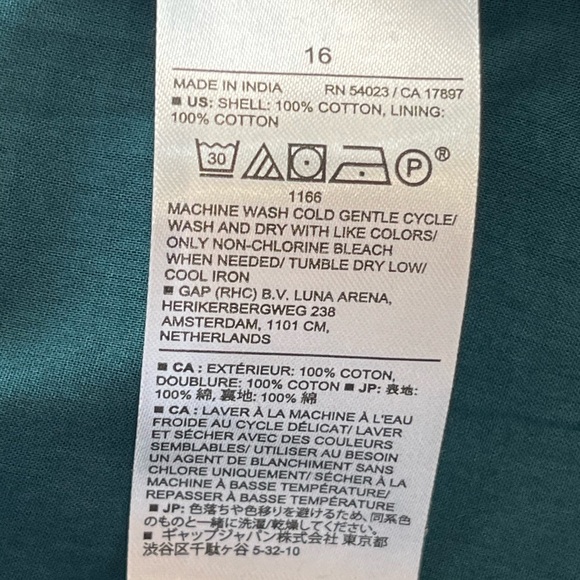 16
MADE IN INDIA RN 54023 / CA 17897
■ US: SHELL: 100% COTTON, LINING:
100% COTTON
30 P ®
1166
MACHINE WASH COLD GENTLE CYCLE/
WASH AND DRY WITH LIKE COLORS/
ONLY NON-CHLORINE BLEACH
WHEN NEEDED/ TUMBLE DRY LOW/
COOL IRON
■ GAP (RHC) B.V. LUNA ARENA,
HERIKERBERGWEG 238
AMSTERDAM, 1101 CM,
NETHERLANDS
■ CA : EXTÉRIEUR: 100% COTON,
DOUBLURE: 100% COTON ■ JP: 表地:
100% 綿, 裏地: 100% 綿
■ CA : LAVER À LA MACHINE À L'EAU
FROIDE AU CYCLE DÉLICAT/ LAVER
ET SÉCHER AVEC DES COULEURS
SEMBLABLES/ UTILISER AU BESOIN
UN AGENT DE BLANCHIMENT SANS
CHLORE UNIQUEMENT/ SÉCHER À LA
MACHINE À BASSE TEMPÉRATURE/
REPASSER À BASSE TEMPÉRATURE
■ JP: 色落ちや色移りを避けるため、同系色
のものと一緒に洗濯/乾燥してください。
■ ギャップジャパン株式会社 東京都
渋谷区千駄ヶ谷 5-32-10